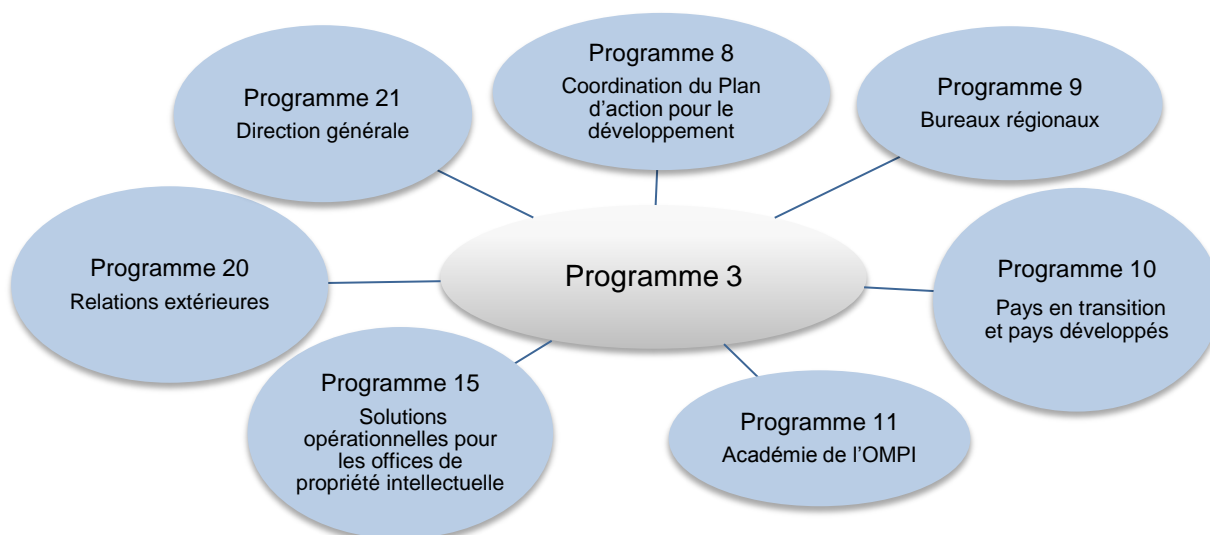 Programme 8
Coordination du Plan
d’action pour le
développement
Programme 21
Direction générale
Programme 9
Bureaux régionaux
Programme 20
Relations extérieures
Programme 3
Programme 10
Pays en transition
et pays développés
Programme 15
Solutions
opérationnelles pour
les offices de
propriété intellectuelle
Programme 11
Académie de l’OMPI